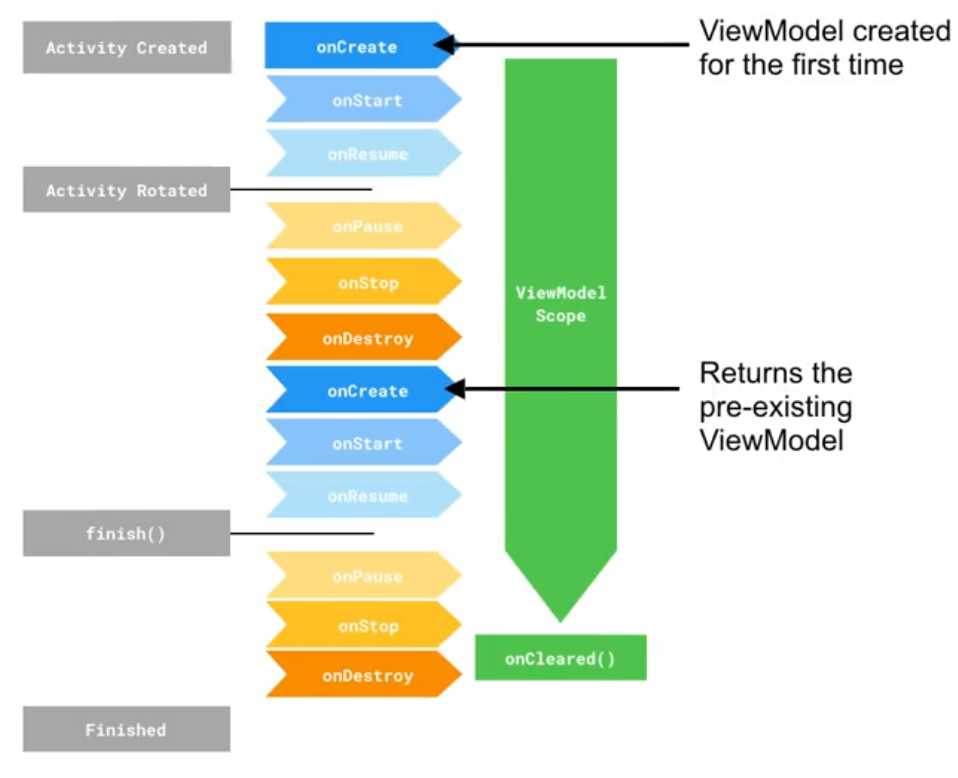 Activity Created
onCreate
ViewModel created
for the first time
onStart
onResume
Activity Rotated
onPause
onStop
ViewModel
Scope
onDestroy
onCreate
Returns the
pre-existing
ViewModel
onStart
onResume
finish()
onPause
onStop
onCleared()
onDestroy
Finished